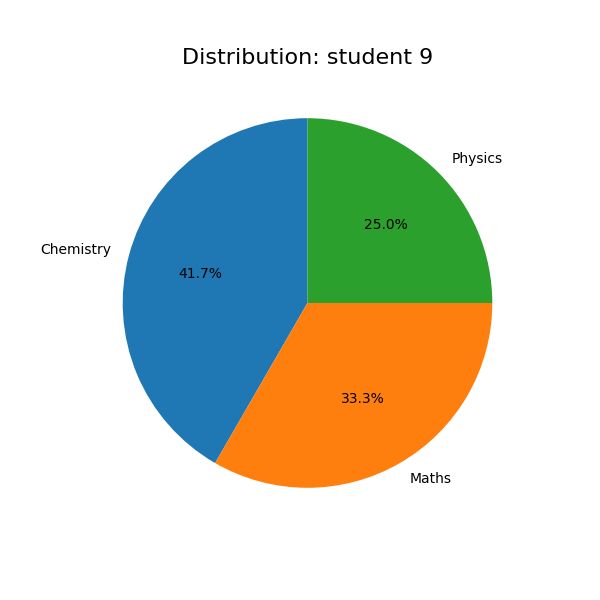 Distribution: student 9
Physics
25.0%
Chemistry
41.7%
33.3%
Maths